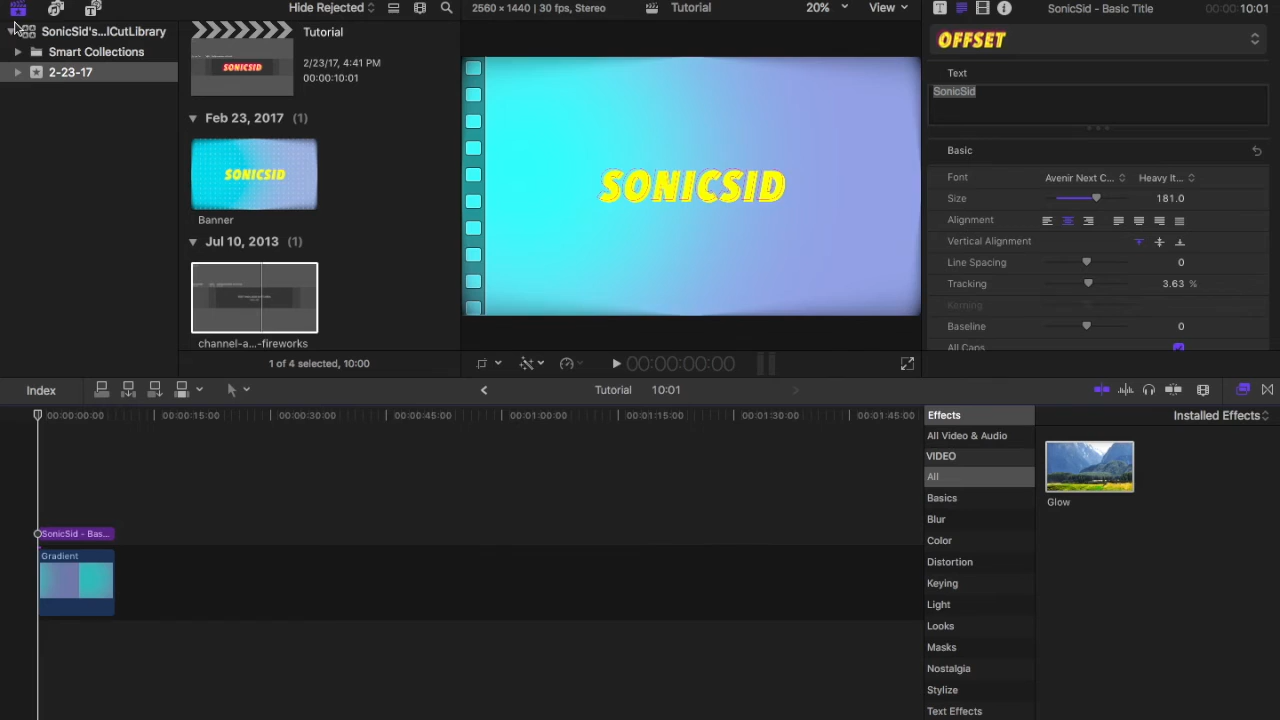 Hide Rejected
2560 × 1440 | 30 fps, Stereo
Tutorial
20%
View
SonicSid - Basic Title
00:00:10:01
SonicSid's...lCutLibrary
Smart Collections
2-23-17
SONICSID
Tutorial
2/23/17, 4:41 PM
00:00:10:01
Feb 23, 2017 (1)
SONICSID
Banner
Jul 10, 2013 (1)
channel-a...-fireworks
1 of 4 selected, 10:00
SONICSID
00:00:00:00
OFFSET
Text
SonicSid
Basic
Font
Avenir Next C...
Heavy It...
Size
181.0
Alignment
Vertical Alignment
Line Spacing
0
Tracking
3.63 %
Kerning
Baseline
0
All Caps
Index
Tutorial
10:01
00:00:00:00
00:00:15:00
00:00:30:00
00:00:45:00
00:01:00:00
00:01:15:00
00:01:30:00
00:01:45:00
SonicSid - Bas...
Gradient
Effects
Installed Effects
All Video & Audio
VIDEO
All
Basics
Blur
Color
Distortion
Keying
Light
Looks
Masks
Nostalgia
Stylize
Text Effects
Glow